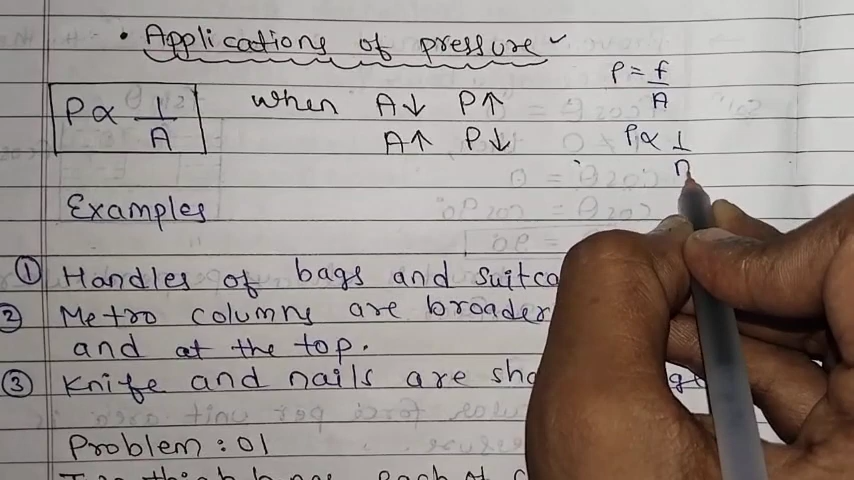 • Applications of pressure
P = f/A
P ∝ 1/A when A↓ P↑
A↑ P↓
P ∝ 1
Examples
① Handles of bags and suitca
② Metro columns are broader
and at the top.
③ Knife and nails are sha
Problem : 01